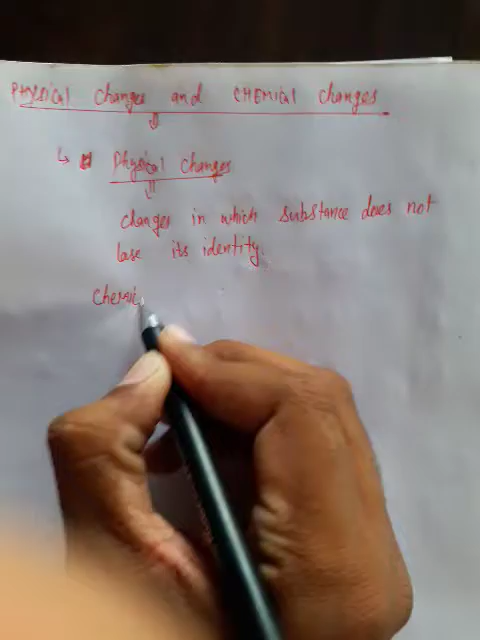 Physical Changes and CHEMICAL Changes
Physical Changes
Changes in which substance does not
lose its identity.
Chemi